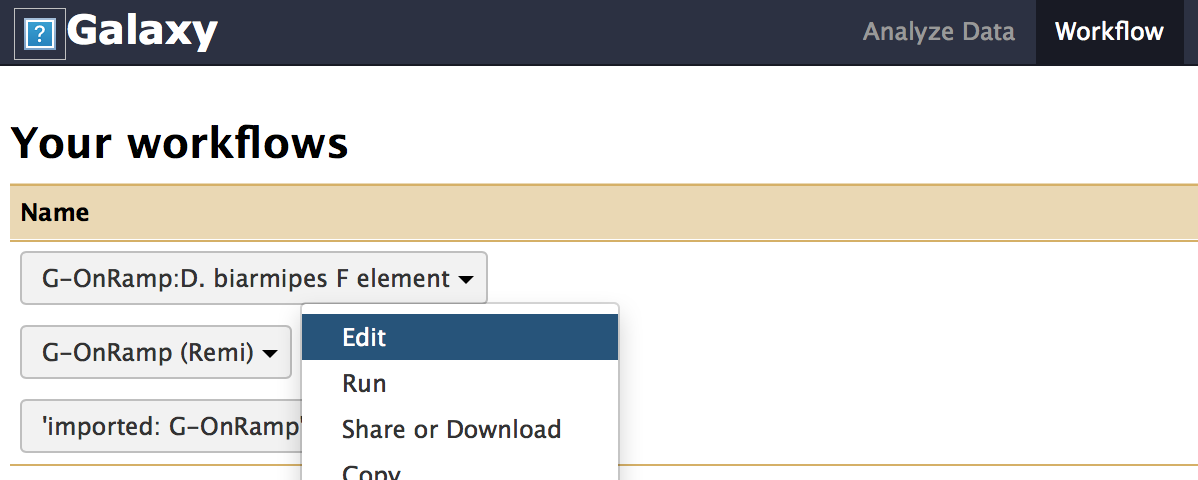 ? Galaxy Analyze Data Workflow
Your workflows
Name
G-OnRamp:D. biarmipes F element
Edit
G-OnRamp (Remi)
Run
'imported: G-OnRamp'
Share or Download
Copy